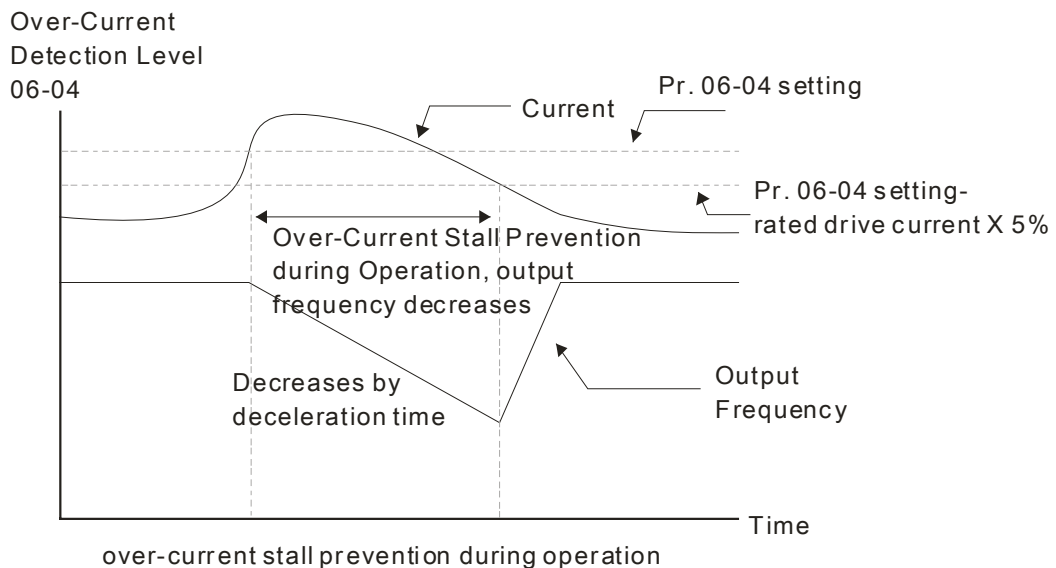 Over-Current
Detection Level
06-04
Pr. 06-04 setting
Current
Pr. 06-04 setting-
rated drive current X 5%
Over-Current Stall Prevention
during Operation, output
frequency decreases
Decreases by
deceleration time
Output
Frequency
Time
over-current stall prevention during operation